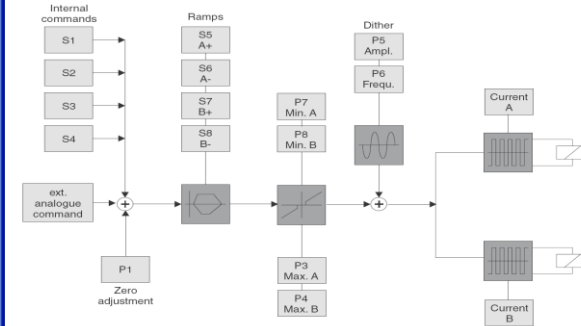 Internal
commands
S1
S2
S3
S4
ext.
analogue
command
P1
Zero
adjustment
Ramps
S5
A+
S6
A-
S7
B+
S8
B-
P7
Min. A
P8
Min. B
P3
Max. A
P4
Max. B
Dither
P5
Ampl.
P6
Frequ.
Current
A
Current
B